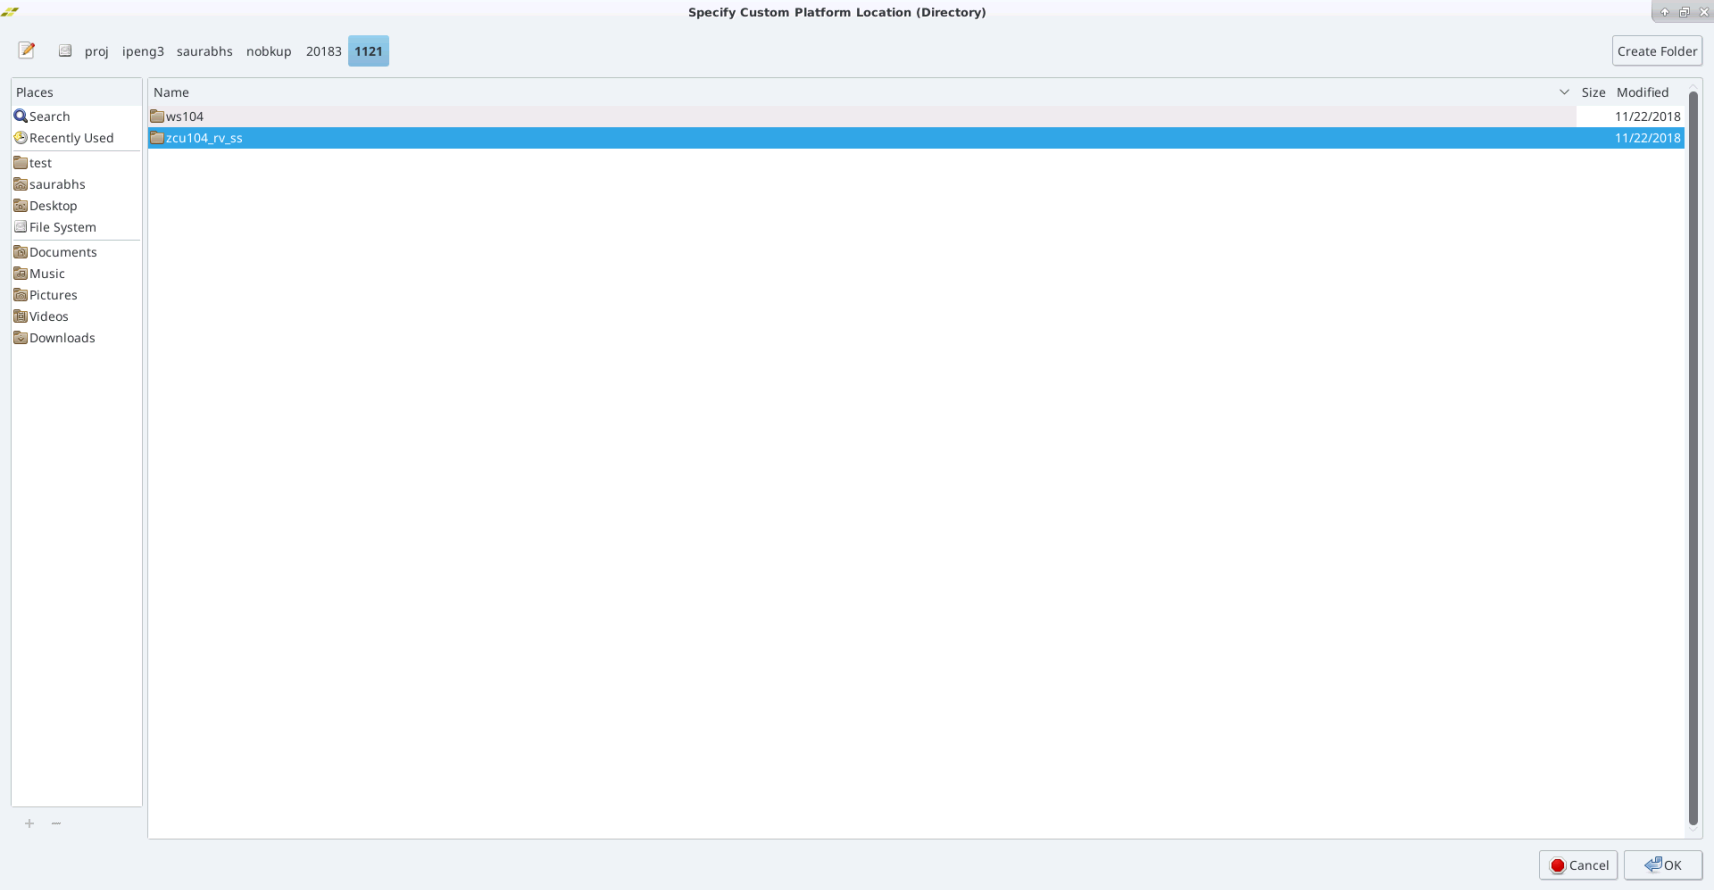 Specify Custom Platform Location (Directory)
proj ipeng3 saurabhs nobkup 20183 1121
Create Folder
Places
Search
Recently Used
test
saurabhs
Desktop
File System
Documents
Music
Pictures
Videos
Downloads
Name Size Modified
ws104 11/22/2018
zcu104_rv_ss 11/22/2018
Cancel OK